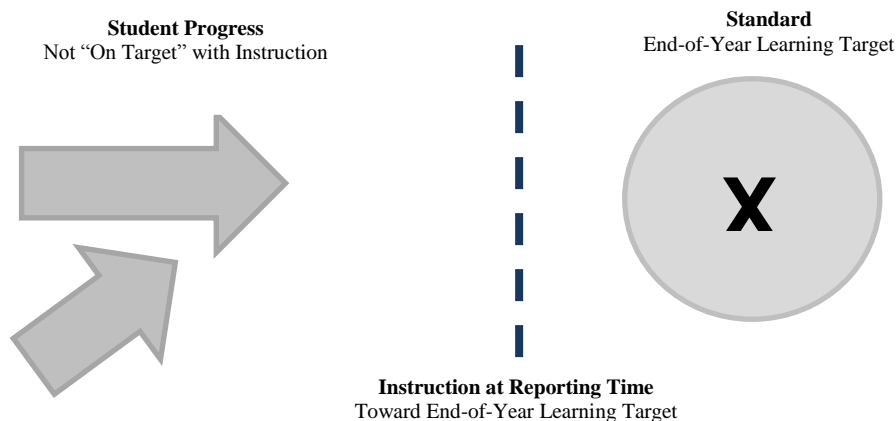 Student Progress
Not “On Target” with Instruction
Standard
End-of-Year Learning Target
X
Instruction at Reporting Time
Toward End-of-Year Learning Target